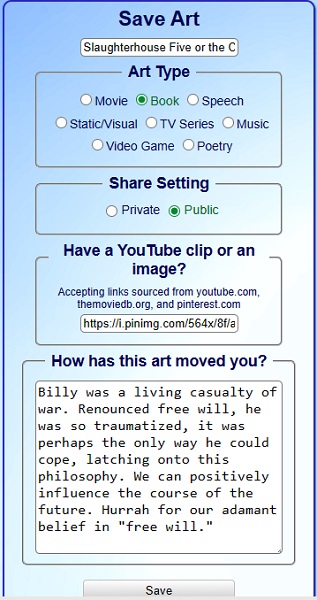 Save Art
Slaughterhouse Five or the C
Art Type
Movie Book Speech
Static/Visual TV Series Music
Video Game Poetry
Share Setting
Private Public
Have a YouTube clip or an
image?
Accepting links sourced from youtube.com,
themoviedb.org, and pinterest.com
https://i.pinimg.com/564x/8f/a
How has this art moved you?
Billy was a living casualty of
war. Renounced free will, he
was so traumatized, it was
perhaps the only way he could
cope, latching onto this
philosophy. We can positively
influence the course of the
future. Hurrah for our adamant
belief in "free will."
Save